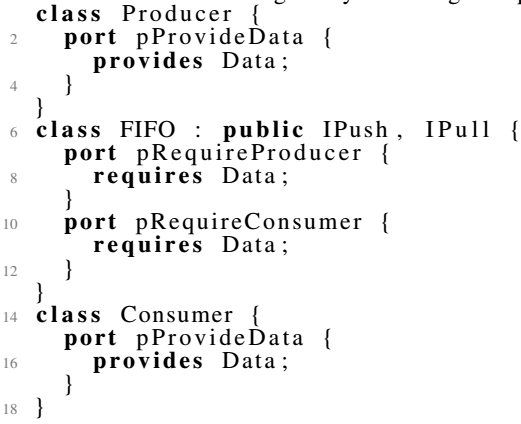 class Producer {
2 port pProvideData {
provides Data;
4 }
}
6 class FIFO : public IPush, IPull {
port pRequireProducer {
8 requires Data;
}
10 port pRequireConsumer {
requires Data;
12 }
}
14 class Consumer {
port pProvideData {
16 provides Data;
}
18 }